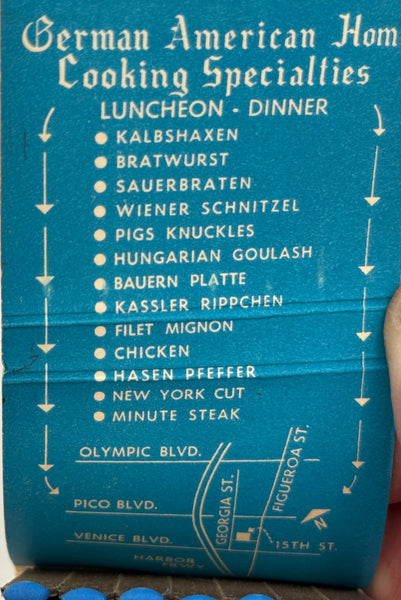 German American Hom
Cooking Specialties
LUNCHEON - DINNER
● KALBSHAXEN
● BRATWURST
● SAUERBRATEN
● WIENER SCHNITZEL
● PIGS KNUCKLES
● HUNGARIAN GOULASH
● BAUERN PLATTE
● KASSLER RIPPCHEN
● FILET MIGNON
● CHICKEN
● HASEN PFEFFER
● NEW YORK CUT
● MINUTE STEAK
OLYMPIC BLVD.
FIGUEROA ST.
GEORGIA ST.
PICO BLVD.
N
VENICE BLVD.
15TH ST.
HARBOR
FRWY